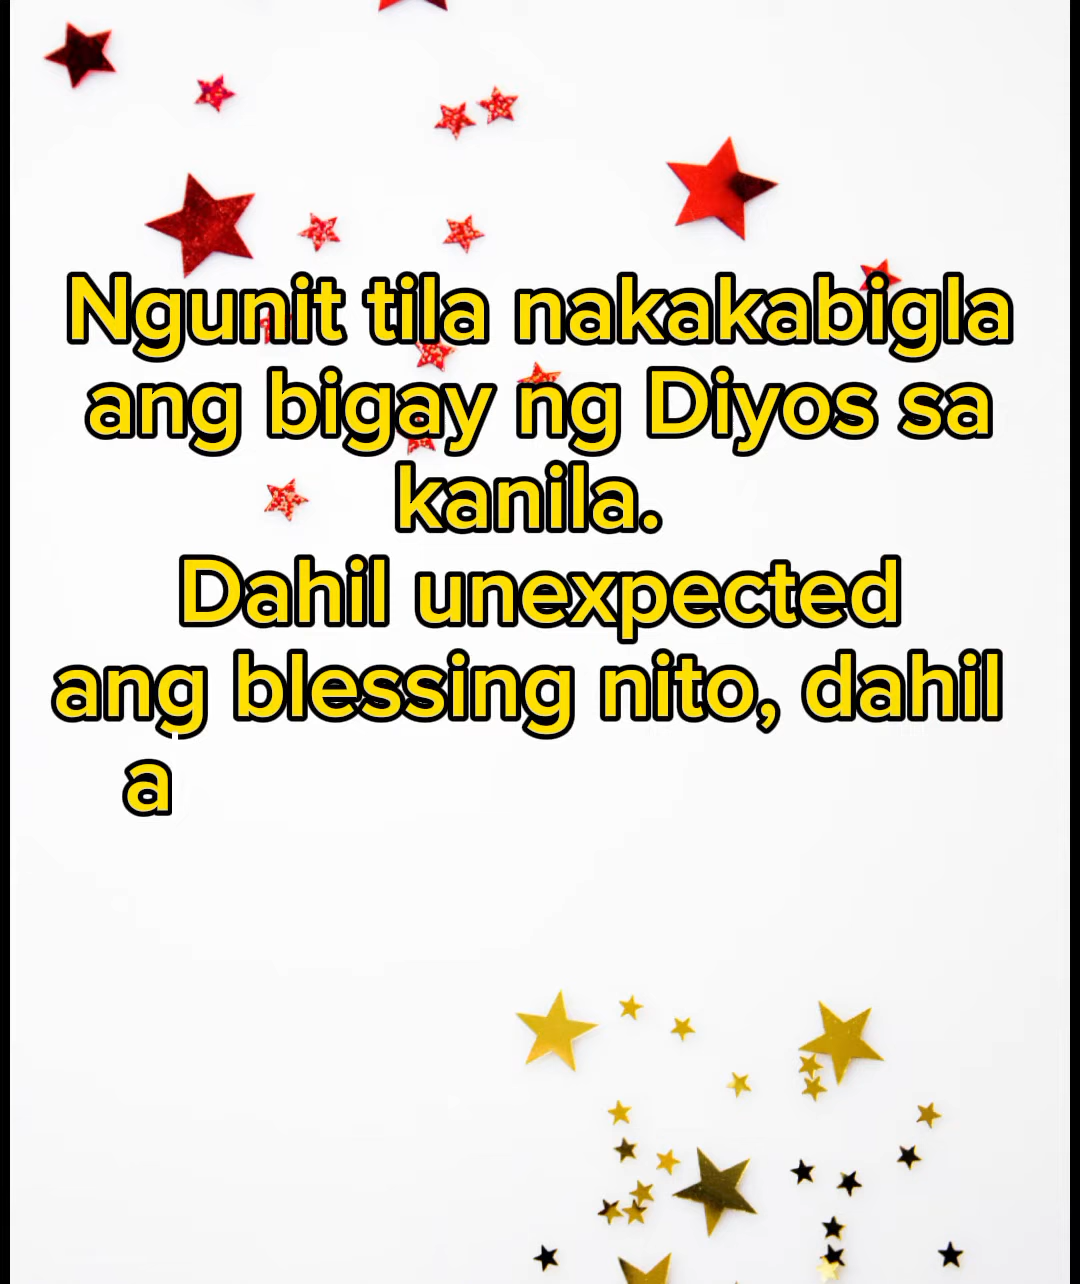 Ngunit tila nakakabigla
ang bigay ng Diyos sa
kanila.
Dahil unexpected
ang blessing nito, dahil
a